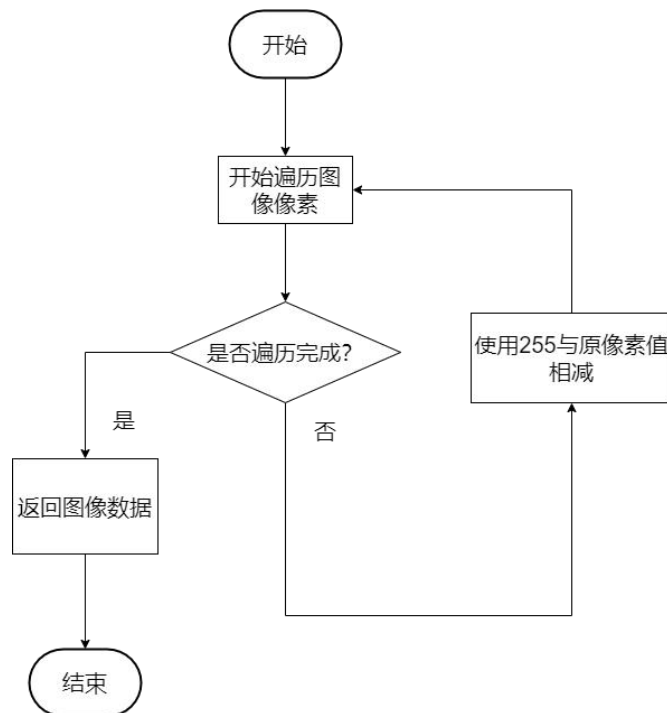 开始
开始遍历图
像像素
是否遍历完成？
使用255与原像素值
相减
是
否
返回图像数据
结束